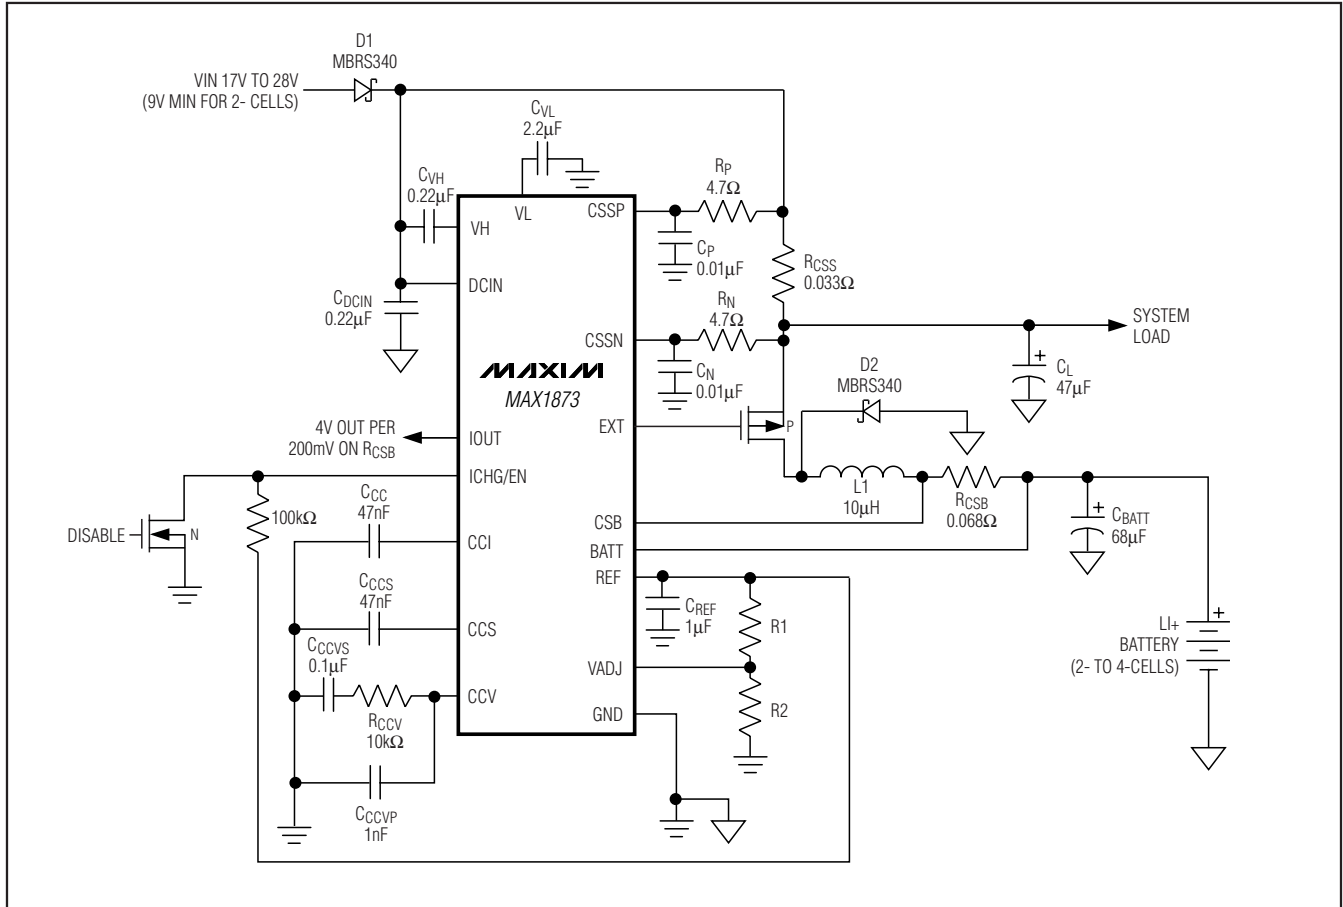 D1
MBRS340
VIN 17V TO 28V
(9V MIN FOR 2- CELLS)
CVL
2.2µF
CVH
0.22µF
VL
VH
DCIN
CDCIN
0.22µF
CSSP
RP
4.7Ω
CP
0.01µF
RCSS
0.033Ω
RN
4.7Ω
CSSN
CN
0.01µF
SYSTEM
LOAD
CL
47µF
+
D2
MBRS340
MAXIM
MAX1873
EXT
P
4V OUT PER
200mV ON RCSB
IOUT
ICHG/EN
100kΩ
DISABLE
N
L1
10µH
RCSB
0.068Ω
CSB
BATT
+
CBATT
68µF
CCC
47nF
CCI
REF
CREF
1µF
R1
CCCS
47nF
CCS
CCCVS
0.1µF
RCCV
10kΩ
CCV
VADJ
R2
GND
CCCVP
1nF
+
LI+
BATTERY
(2- TO 4-CELLS)